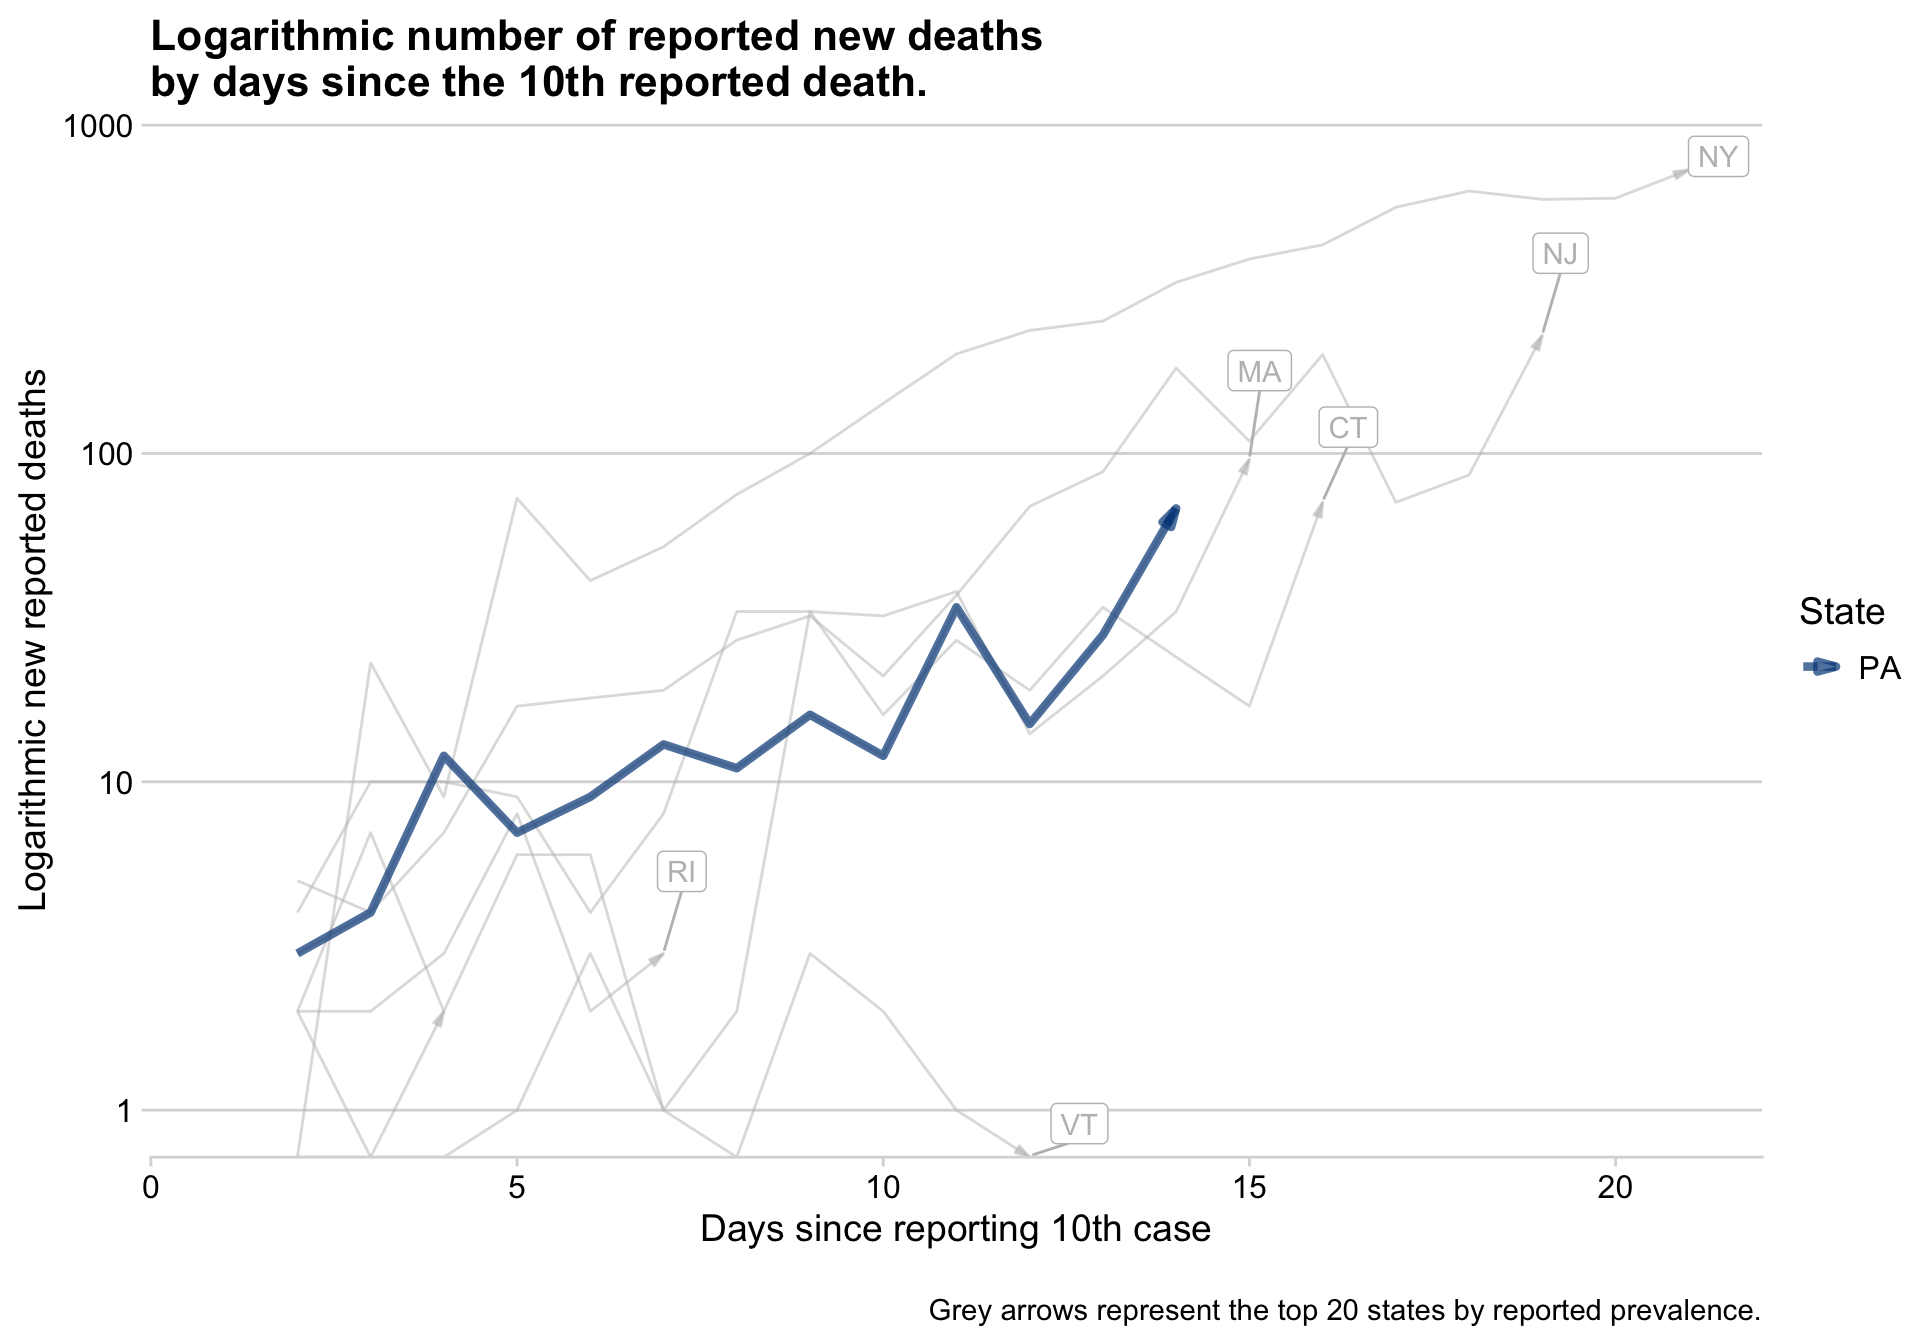 Logarithmic number of reported new deaths
by days since the 10th reported death.
1000
NY
NJ
MA
CT
100
Logarithmic new reported deaths
State
PA
10
RI
1
VT
0 5 10 15 20
Days since reporting 10th case
Grey arrows represent the top 20 states by reported prevalence.